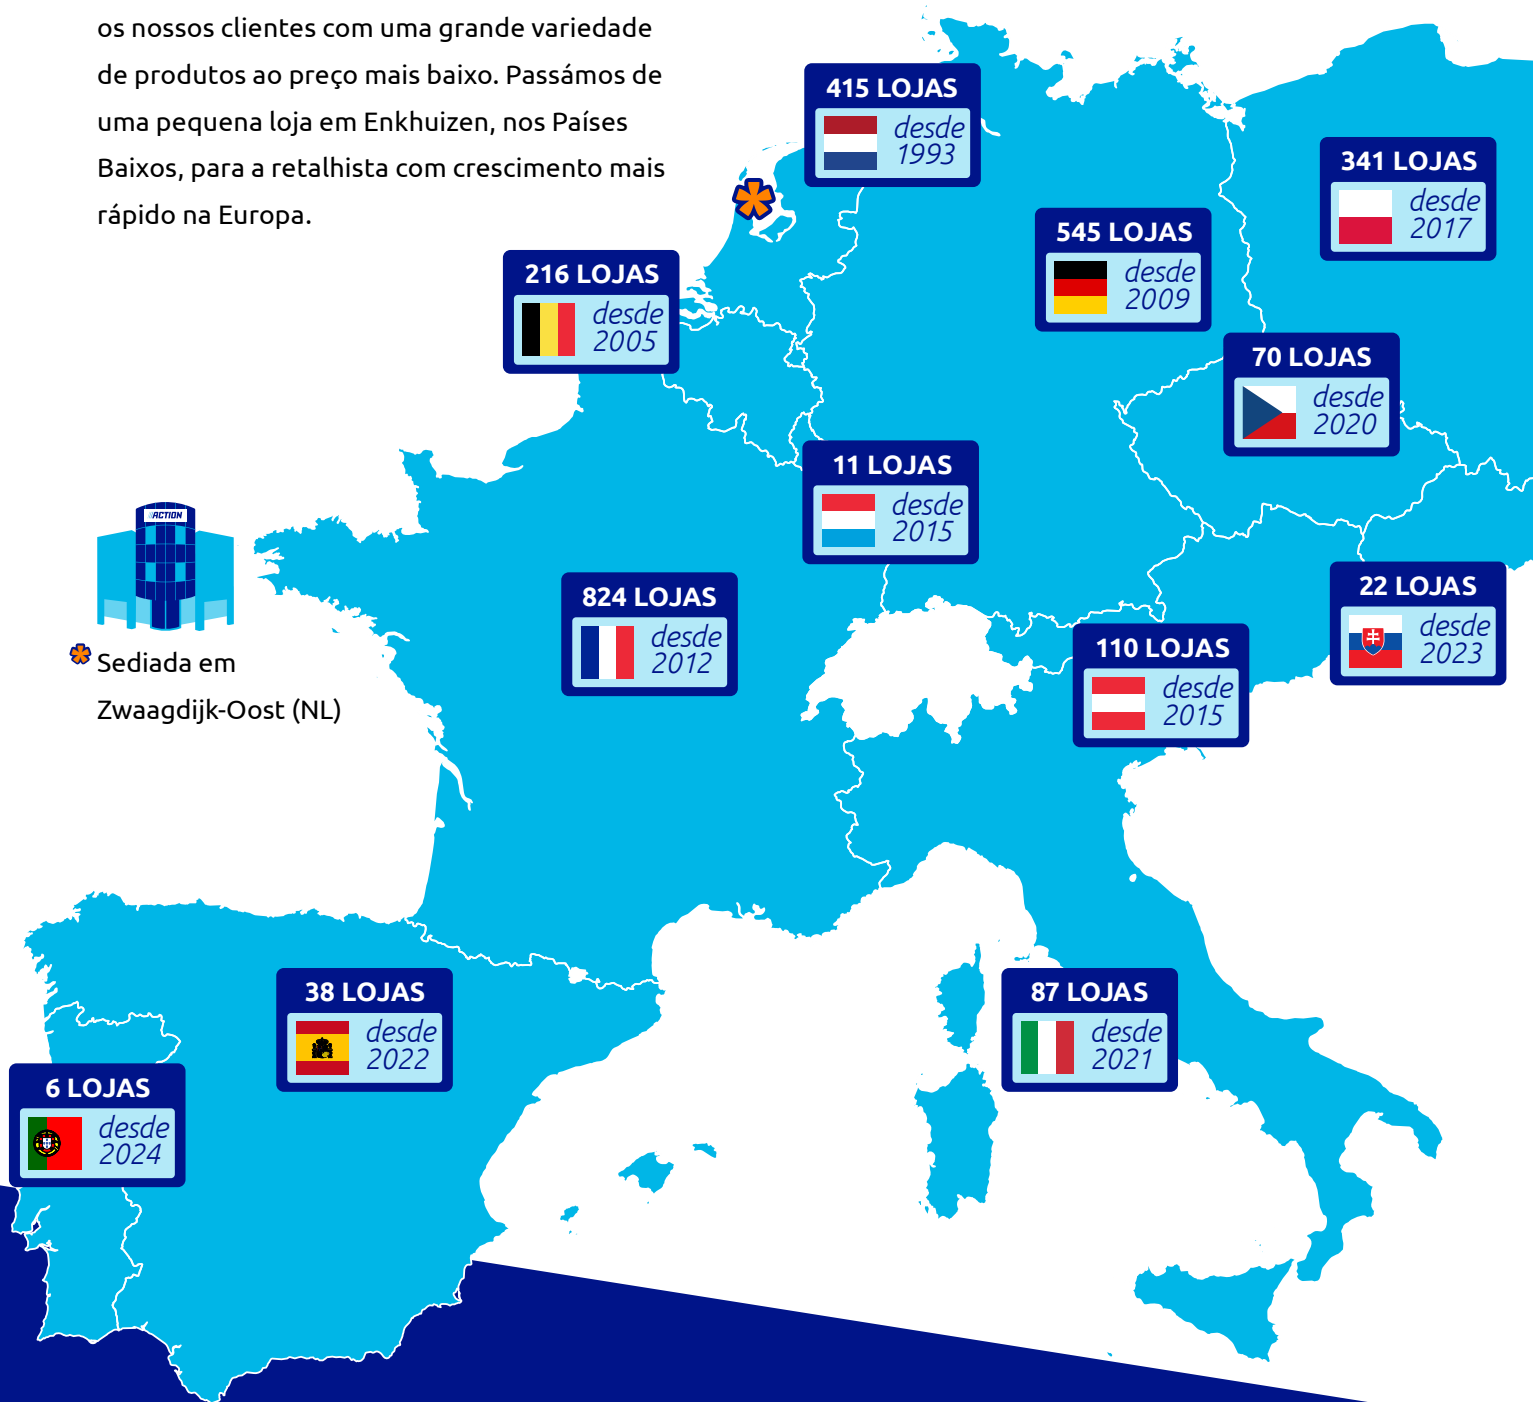 os nossos clientes com uma grande variedade
de produtos ao preço mais baixo. Passámos de
uma pequena loja em Enkhuizen, nos Países
Baixos, para a retalhista com crescimento mais
rápido na Europa.
415 LOJAS
desde
1993
341 LOJAS
desde
2017
545 LOJAS
desde
2009
216 LOJAS
desde
2005
70 LOJAS
desde
2020
11 LOJAS
desde
2015
ACTION
824 LOJAS
desde
2012
22 LOJAS
desde
2023
110 LOJAS
desde
2015
Sediada em
Zwaagdijk-Oost (NL)
38 LOJAS
desde
2022
87 LOJAS
desde
2021
6 LOJAS
desde
2024